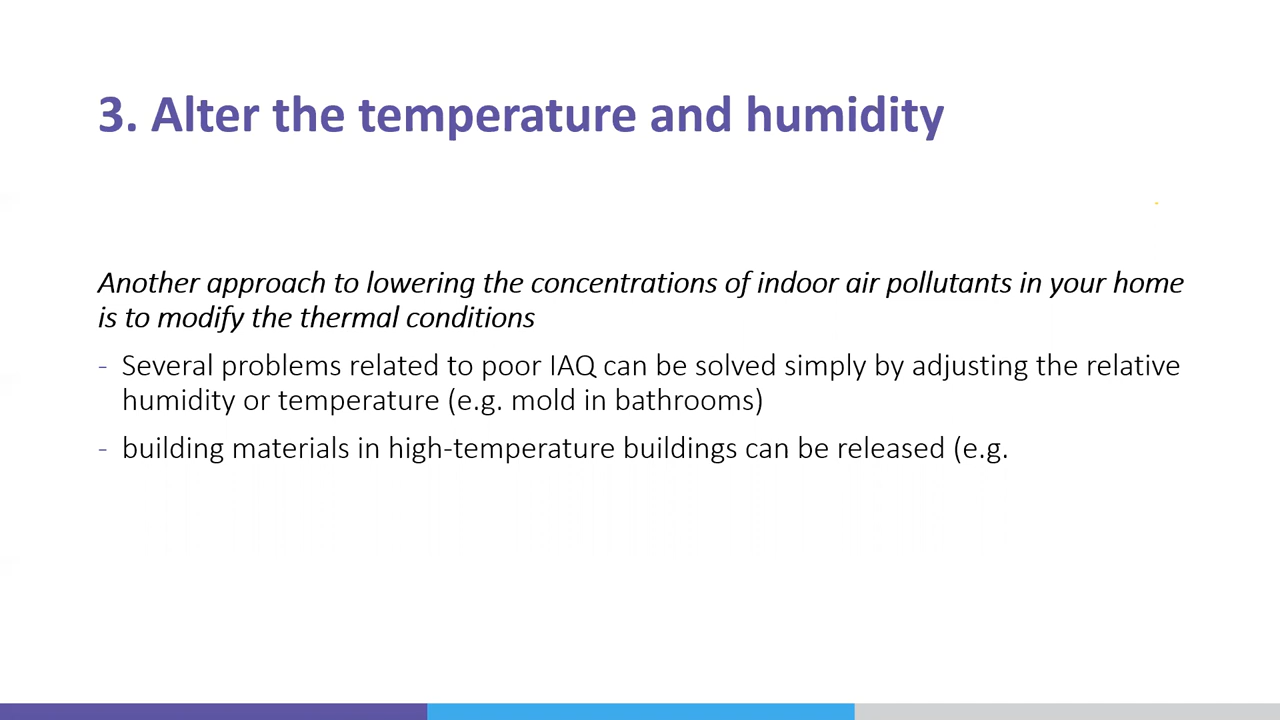 3. Alter the temperature and humidity
Another approach to lowering the concentrations of indoor air pollutants in your home
is to modify the thermal conditions
- Several problems related to poor IAQ can be solved simply by adjusting the relative
humidity or temperature (e.g. mold in bathrooms)
- building materials in high-temperature buildings can be released (e.g.